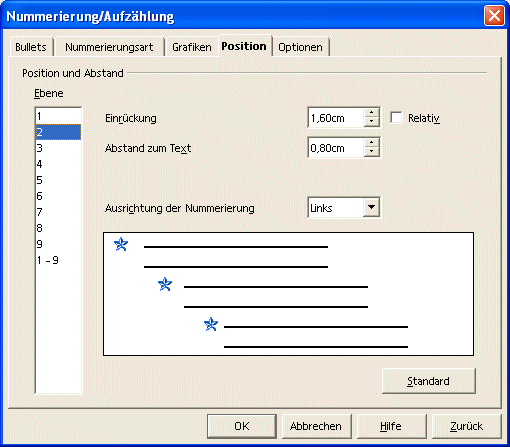 Nummerierung/Aufzählung
Bullets Nummerierungsart Grafiken Position Optionen
Position und Abstand
Ebene
1
2
3
4
5
6
7
8
9
1 - 9
Einrückung 1,60cm Relativ
Abstand zum Text 0,80cm
Ausrichtung der Nummerierung Links
Standard
OK Abbrechen Hilfe Zurück